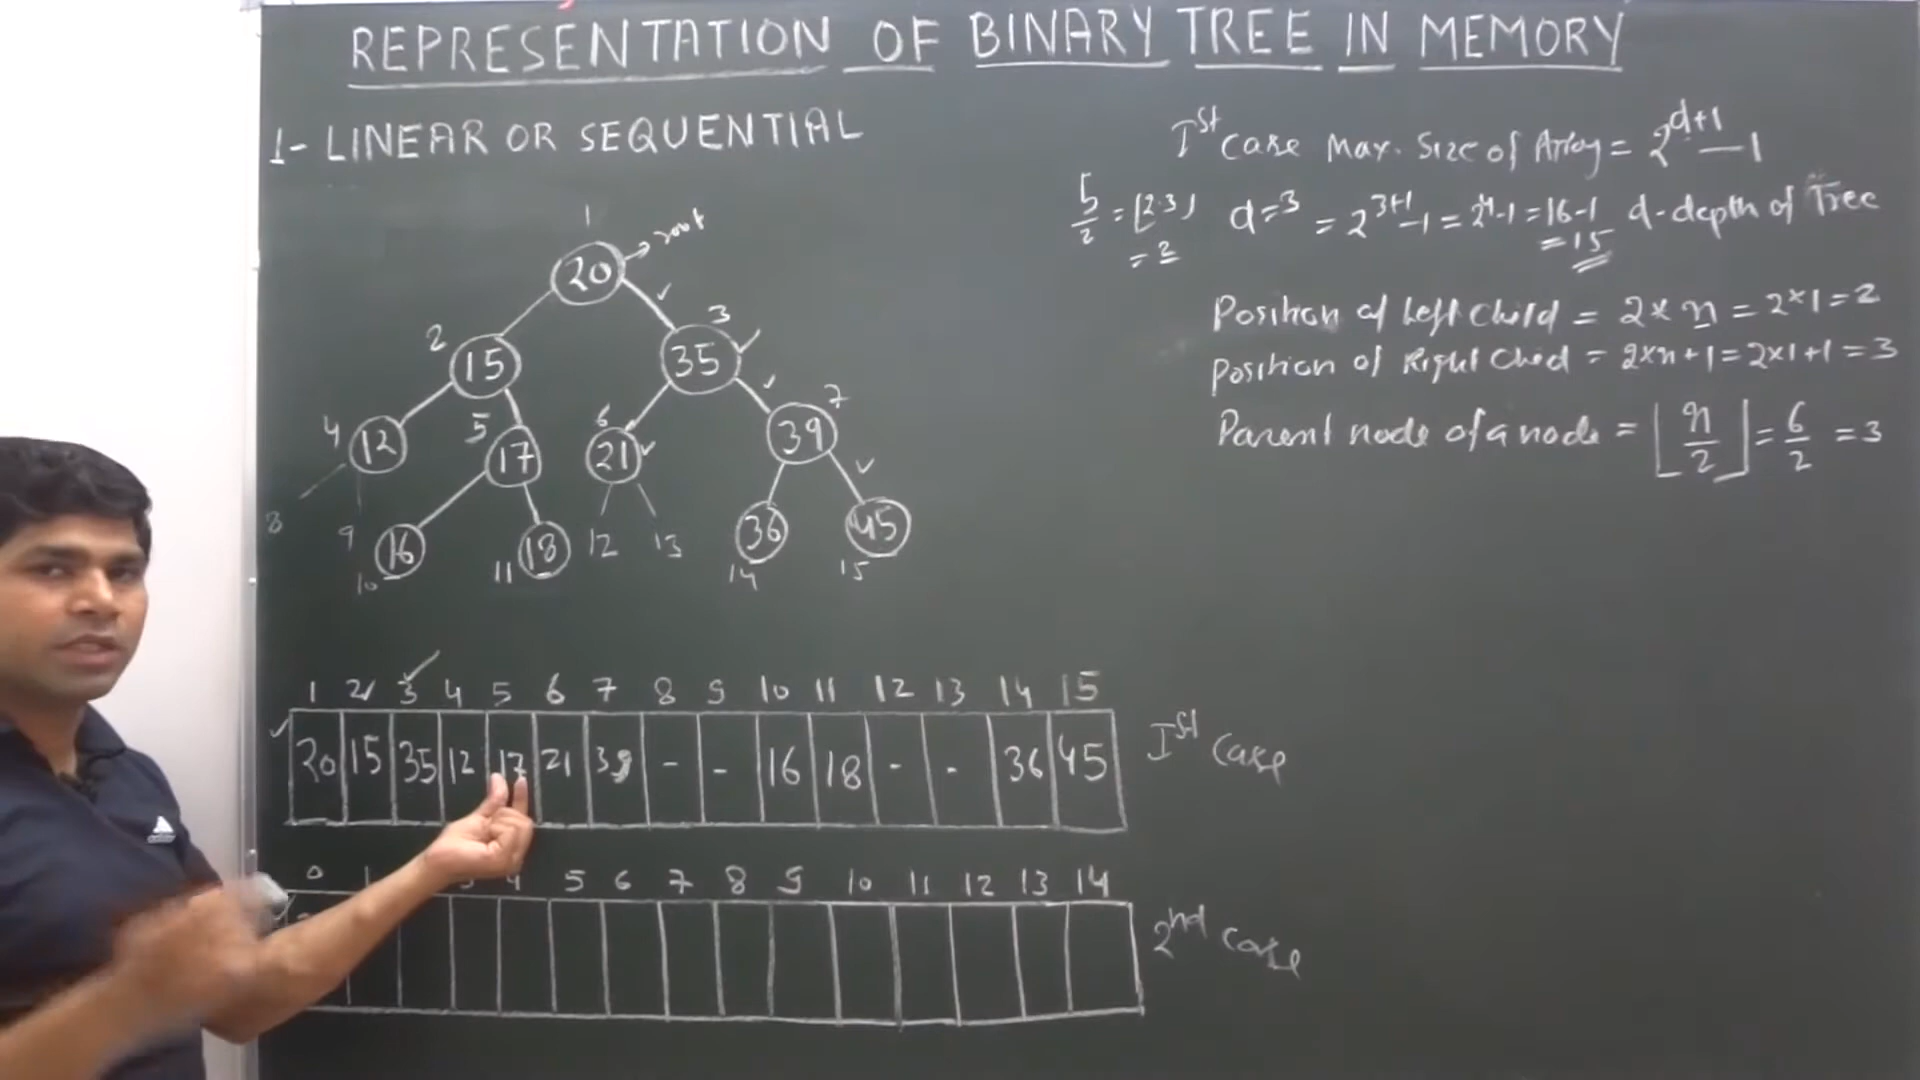 REPRESENTATION OF BINARY TREE IN MEMORY
1- LINEAR OR SEQUENTIAL
Ist case Max. Size of Array = 2^d+1 - 1
5/2 = [2.3] = 2
d=3 = 2^3+1 -1 = 2^4 -1 = 16-1 = 15
d-depth of Tree
Position of Left Child = 2 * n = 2*1 = 2
Position of Right Child = 2*n+1 = 2*1+1 = 3
Parent node of a node = ⌊n/2⌋ = 6/2 = 3
1
20 → root
2 3
15 35
4 5 6 7
12 17 21 39
8 9 16 18 12 13 36 45
10 11 14 15
1 2 3 4 5 6 7 8 9 10 11 12 13 14 15
20 15 35 12 17 21 39 - - 16 18 - - 36 45
Ist Case
0 1 3 4 5 6 7 8 9 10 11 12 13 14
2nd Case